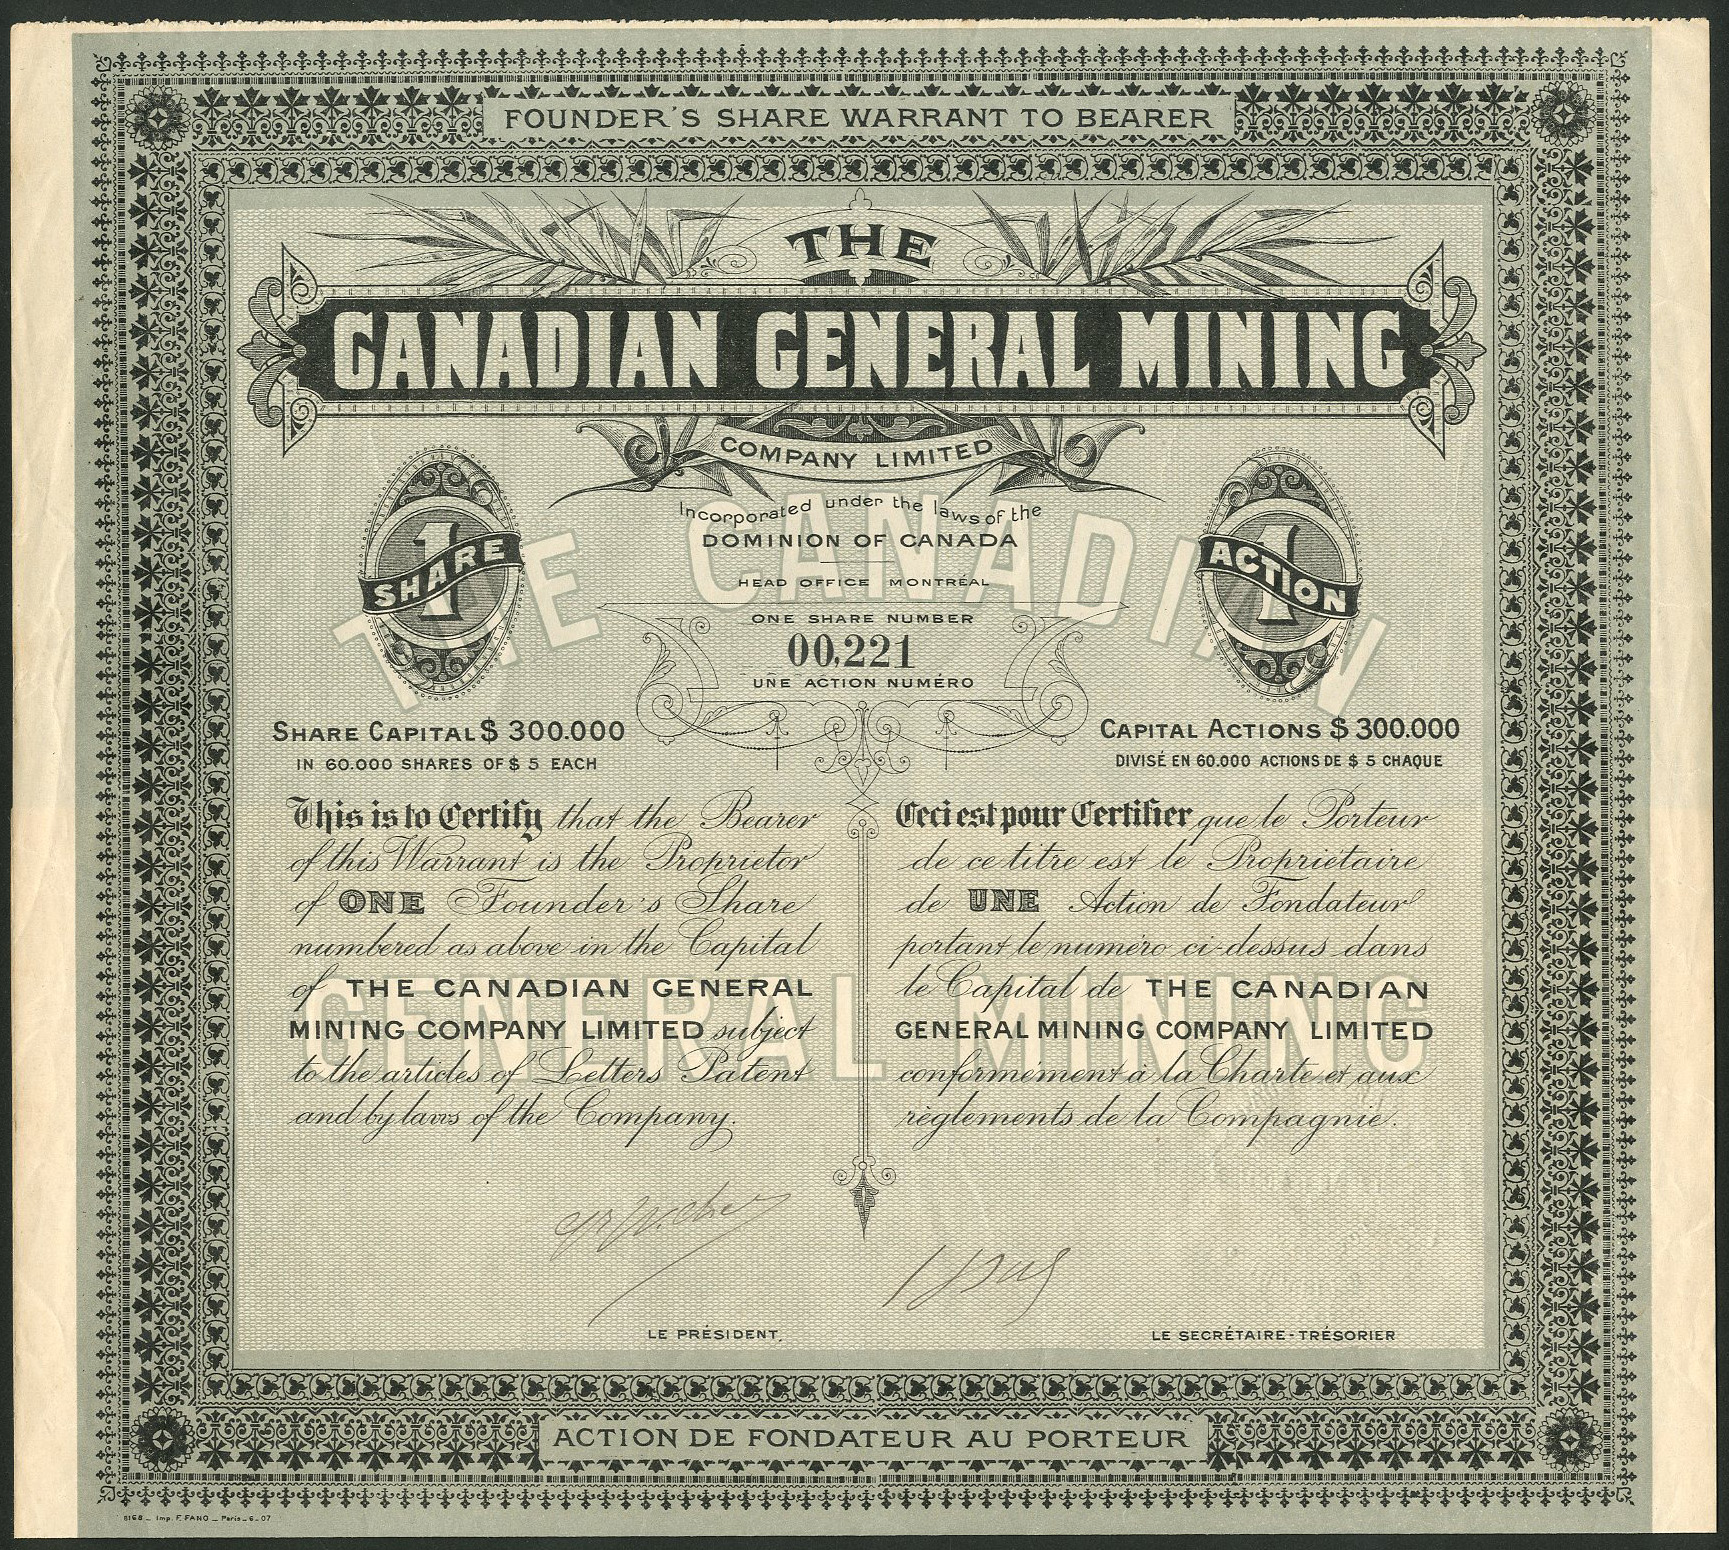 FOUNDER'S SHARE WARRANT TO BEARER
THE
CANADIAN GENERAL MINING
COMPANY LIMITED
Incorporated under the laws of the
DOMINION OF CANADA
HEAD OFFICE MONTRÉAL
1 SHARE
1 ACTION
ONE SHARE NUMBER
00,221
UNE ACTION NUMÉRO
THE CANADIAN
SHARE CAPITAL $ 300.000
IN 60.000 SHARES OF $ 5 EACH
CAPITAL ACTIONS $ 300.000
DIVISÉ EN 60.000 ACTIONS DE $ 5 CHAQUE
This is to Certify that the Bearer
of this Warrant is the Proprietor
of ONE Founder's Share
numbered as above in the Capital
of THE CANADIAN GENERAL
MINING COMPANY LIMITED subject
to the articles of Letters Patent
and by laws of the Company.
Ceci est pour Certifier que le Porteur
de ce titre est le Propriétaire
de UNE Action de Fondateur
portant le numéro ci-dessus dans
le Capital de THE CANADIAN
GENERAL MINING COMPANY LIMITED
conformément à la Charte et aux
règlements de la Compagnie.
GENERAL MINING
LE PRÉSIDENT,
LE SECRÉTAIRE-TRÉSORIER
ACTION DE FONDATEUR AU PORTEUR
8168 _ Imp. F. FANO _ Paris _ 6 _ 07